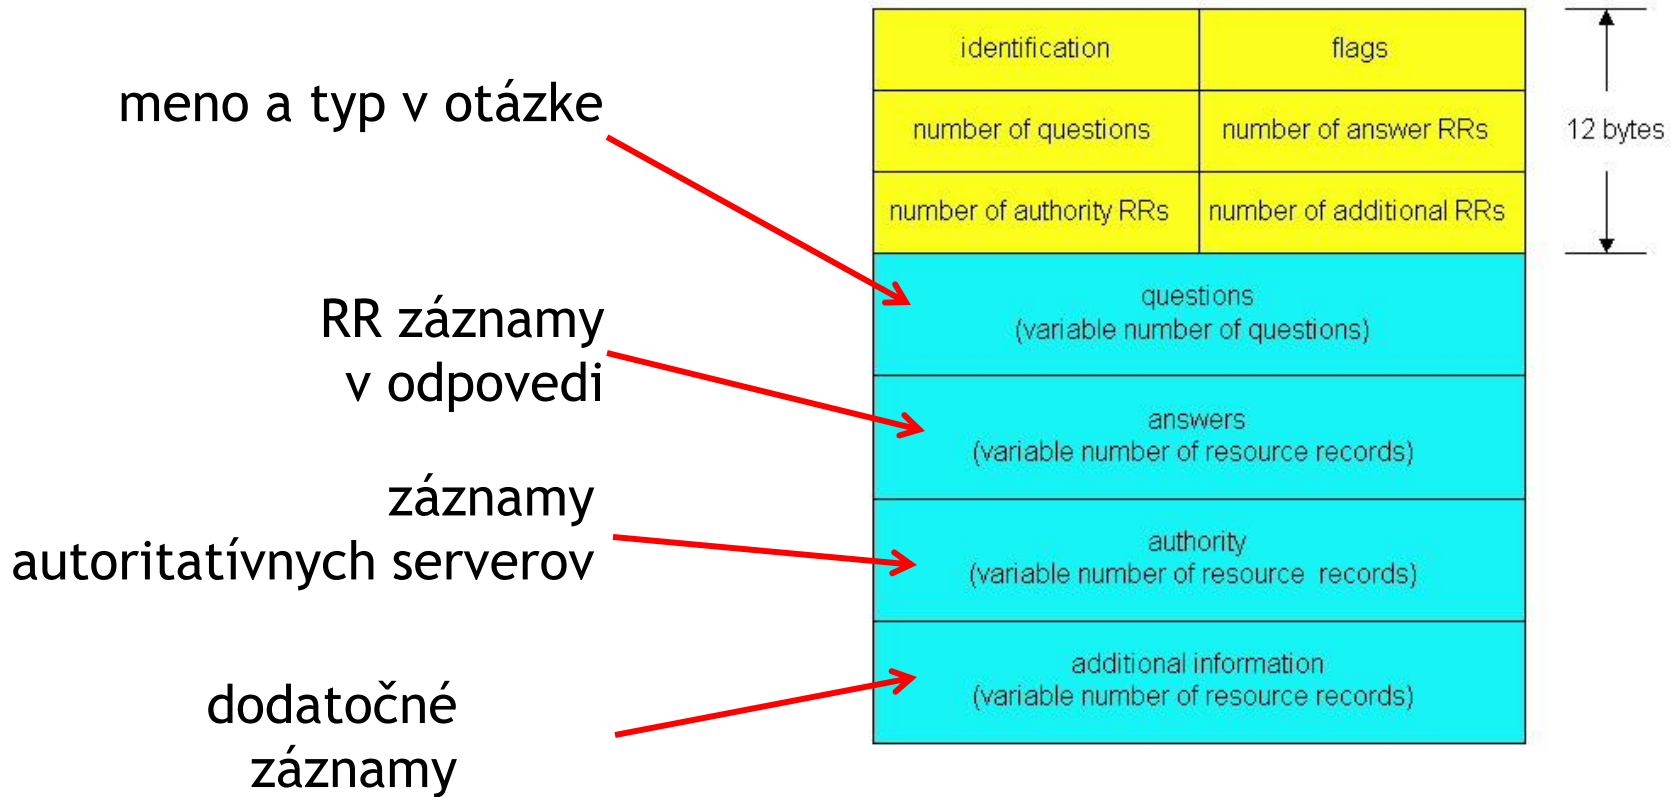 meno a typ v otázke
RR záznamy
v odpovedi
záznamy
autoritatívnych serverov
dodatočné
záznamy
identification
flags
number of questions
number of answer RRs
number of authority RRs
number of additional RRs
12 bytes
questions
(variable number of questions)
answers
(variable number of resource records)
authority
(variable number of resource records)
additional information
(variable number of resource records)